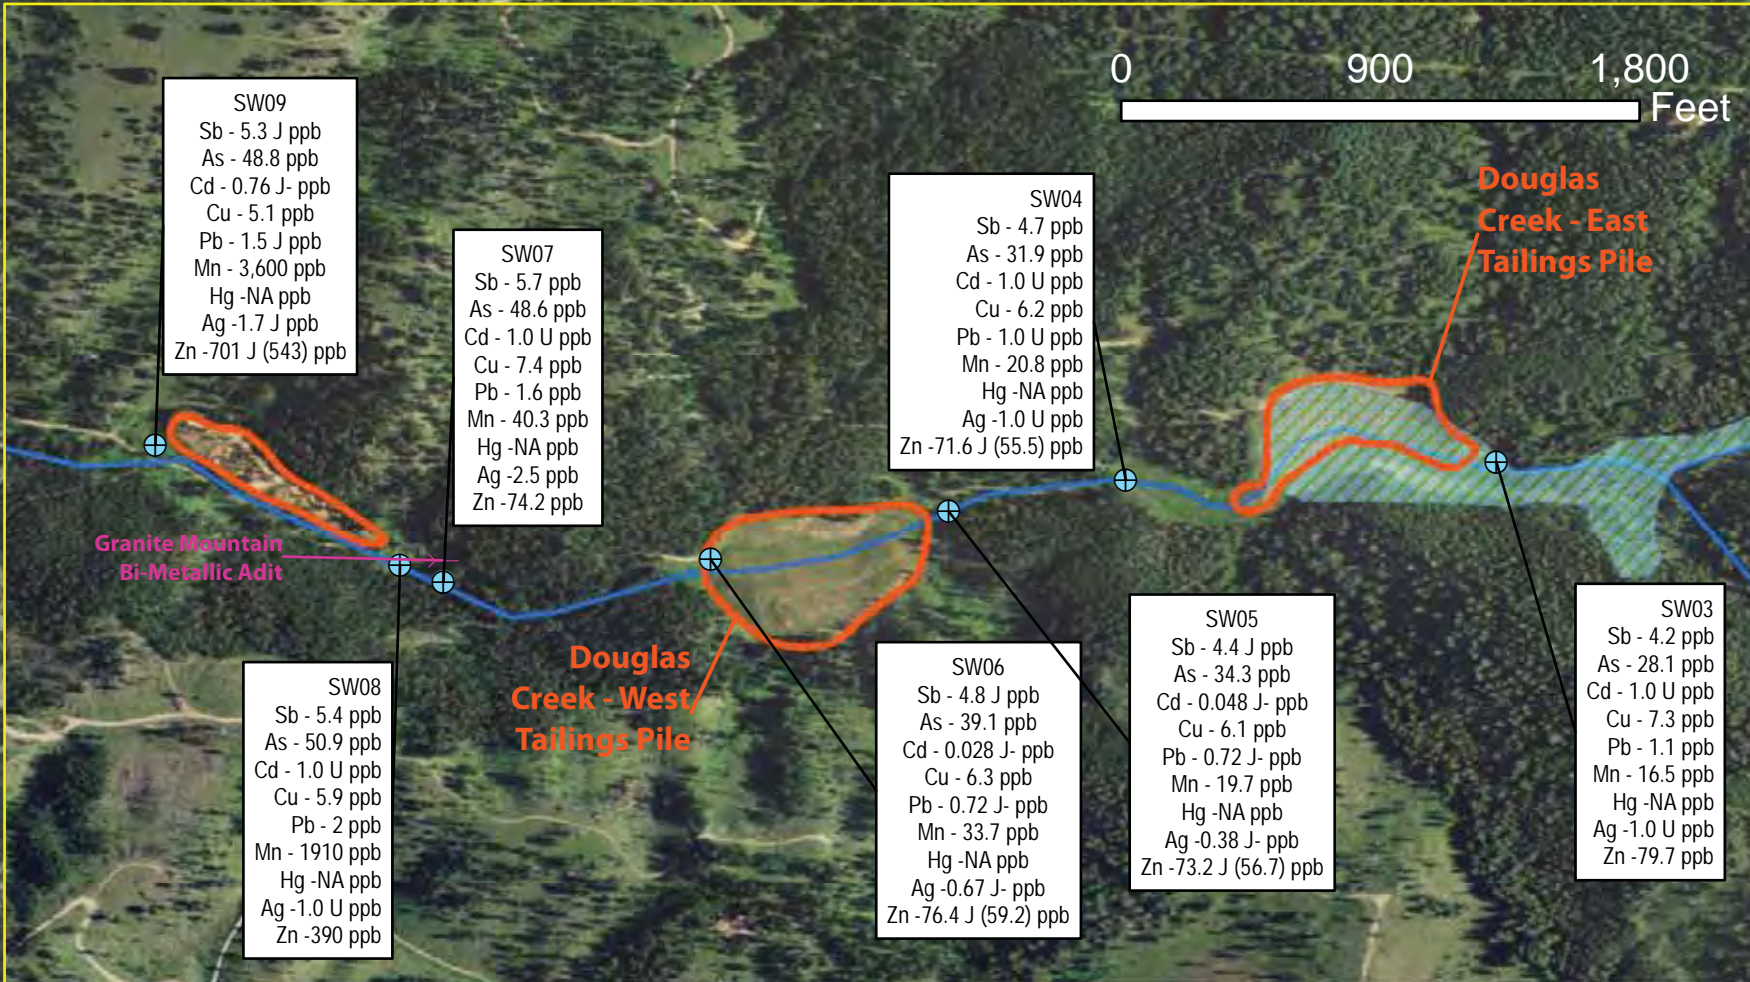 0 900 1,800
Feet
SW09
Sb - 5.3 J ppb
As - 48.8 ppb
Cd - 0.76 J- ppb
Cu - 5.1 ppb
Pb - 1.5 J ppb
Mn - 3,600 ppb
Hg -NA ppb
Ag -1.7 J ppb
Zn -701 J (543) ppb
SW07
Sb - 5.7 ppb
As - 48.6 ppb
Cd - 1.0 U ppb
Cu - 7.4 ppb
Pb - 1.6 ppb
Mn - 40.3 ppb
Hg -NA ppb
Ag -2.5 ppb
Zn -74.2 ppb
SW04
Sb - 4.7 ppb
As - 31.9 ppb
Cd - 1.0 U ppb
Cu - 6.2 ppb
Pb - 1.0 U ppb
Mn - 20.8 ppb
Hg -NA ppb
Ag -1.0 U ppb
Zn -71.6 J (55.5) ppb
Douglas
Creek - East
Tailings Pile
Granite Mountain
Bi-Metallic Adit
Douglas
Creek - West
Tailings Pile
SW08
Sb - 5.4 ppb
As - 50.9 ppb
Cd - 1.0 U ppb
Cu - 5.9 ppb
Pb - 2 ppb
Mn - 1910 ppb
Hg -NA ppb
Ag -1.0 U ppb
Zn -390 ppb
SW06
Sb - 4.8 J ppb
As - 39.1 ppb
Cd - 0.028 J- ppb
Cu - 6.3 ppb
Pb - 0.72 J- ppb
Mn - 33.7 ppb
Hg -NA ppb
Ag -0.67 J- ppb
Zn -76.4 J (59.2) ppb
SW05
Sb - 4.4 J ppb
As - 34.3 ppb
Cd - 0.048 J- ppb
Cu - 6.1 ppb
Pb - 0.72 J- ppb
Mn - 19.7 ppb
Hg -NA ppb
Ag -0.38 J- ppb
Zn -73.2 J (56.7) ppb
SW03
Sb - 4.2 ppb
As - 28.1 ppb
Cd - 1.0 U ppb
Cu - 7.3 ppb
Pb - 1.1 ppb
Mn - 16.5 ppb
Hg -NA ppb
Ag -1.0 U ppb
Zn -79.7 ppb